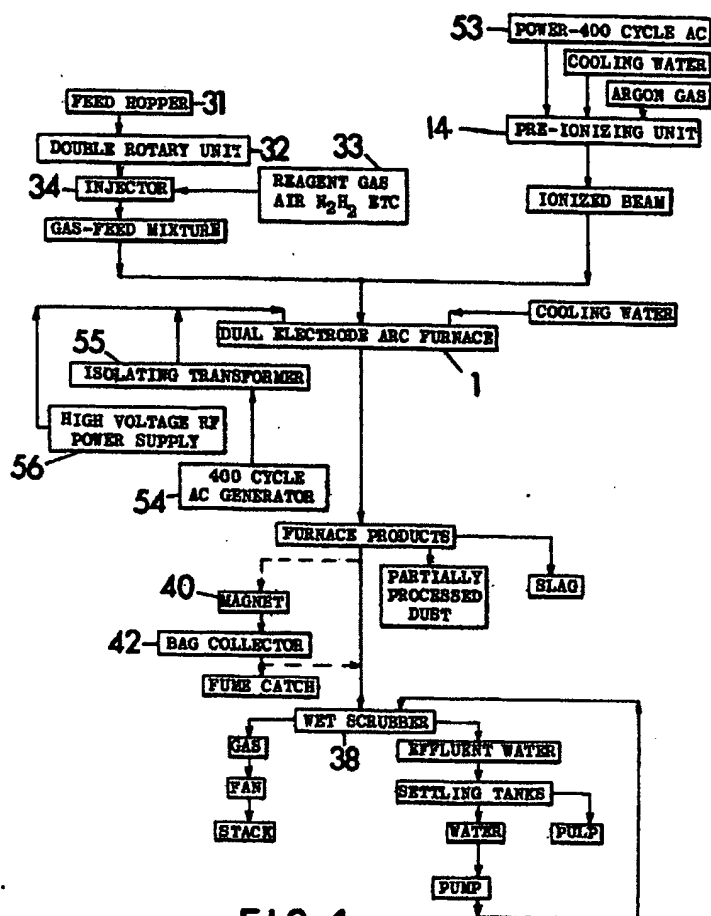 53
POWER-400 CYCLE AC
COOLING WATER
ARGON GAS
14
PRE-IONIZING UNIT
IONIZED BEAM
FEED HOPPER
31
DOUBLE ROTARY UNIT
32
33
34
INJECTOR
REAGENT GAS
AIR N2H2 ETC
GAS-FEED MIXTURE
COOLING WATER
DUAL ELECTRODE ARC FURNACE
1
55
ISOLATING TRANSFORMER
HIGH VOLTAGE RF
POWER SUPPLY
56
400 CYCLE
AC GENERATOR
54
FURNACE PRODUCTS
PARTIALLY
PROCESSED
DUST
SLAG
40
MAGNET
42
BAG COLLECTOR
FUME CATCH
WET SCRUBBER
38
GAS
FAN
STACK
EFFLUENT WATER
SETTLING TANKS
WATER
PULP
PUMP